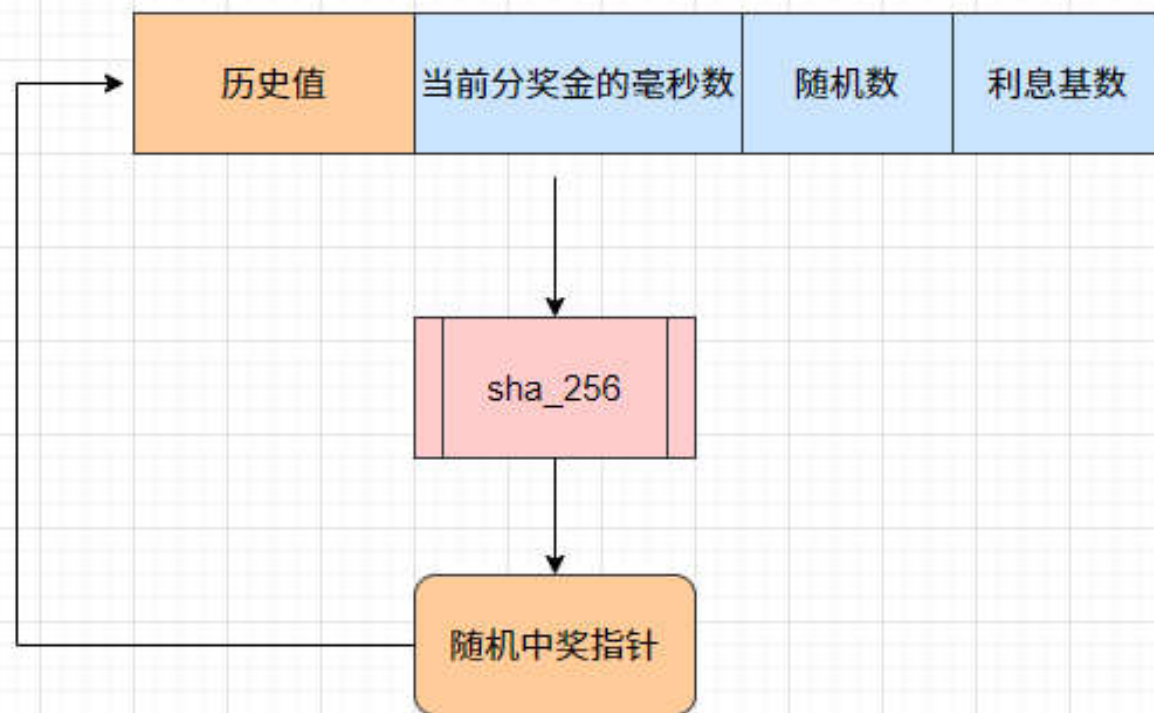 历史值
当前分奖金的毫秒数
随机数
利息基数
sha_256
随机中奖指针